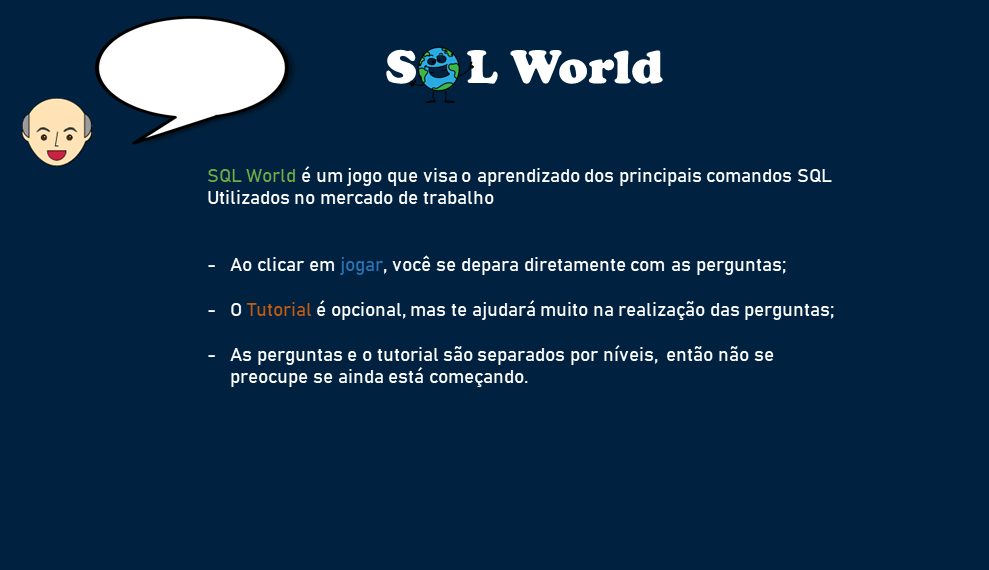 SQL World
SQL World é um jogo que visa o aprendizado dos principais comandos SQL
Utilizados no mercado de trabalho
- Ao clicar em jogar, você se depara diretamente com as perguntas;
- O Tutorial é opcional, mas te ajudará muito na realização das perguntas;
- As perguntas e o tutorial são separados por níveis, então não se
preocupe se ainda está começando.